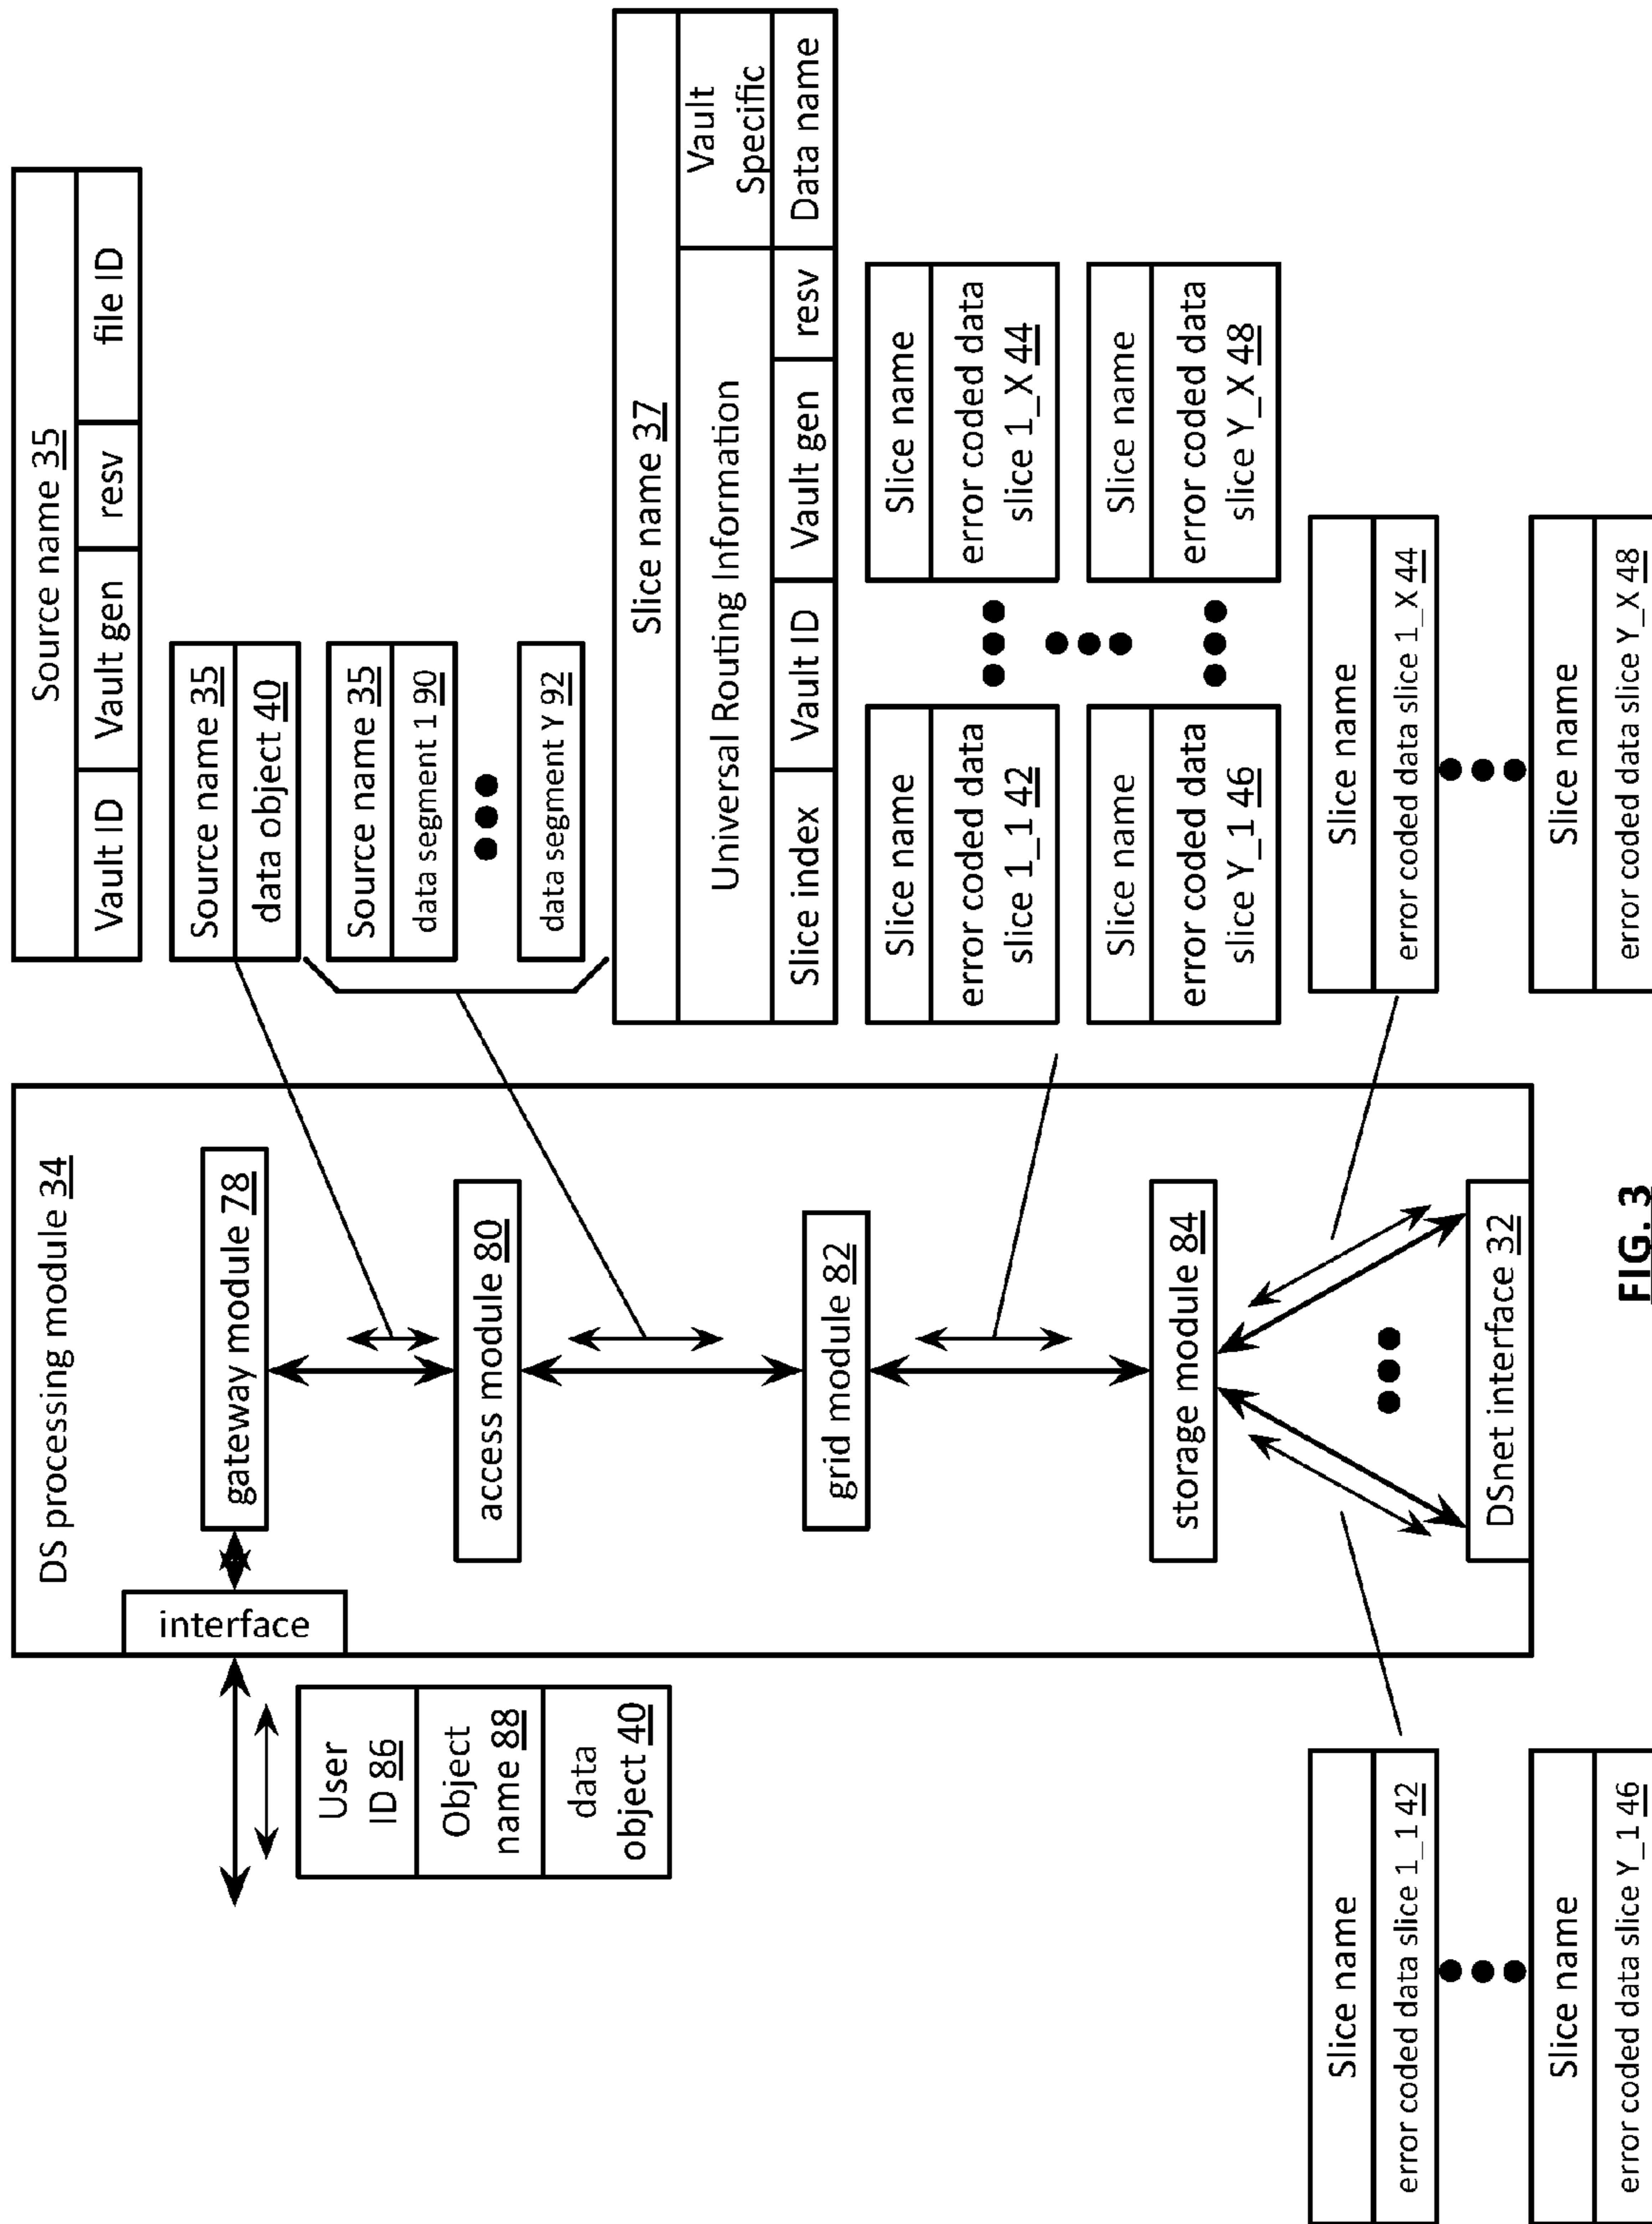 DS processing module 34
interface
gateway module 78
access module 80
grid module 82
storage module 84
DSnet interface 32
User
ID 86
Object
name 88
data
object 40
Source name 35
Vault ID
Vault gen
resv
file ID
Source name 35
data object 40
Source name 35
data segment 1 90
data segment Y 92
Slice name 37
Universal Routing Information
Vault
Specific
Slice index
Vault ID
Vault gen
resv
Data name
Slice name
error coded data
slice 1_1 42
Slice name
error coded data
slice 1_X 44
Slice name
error coded data
slice Y_1 46
Slice name
error coded data
slice Y_X 48
Slice name
error coded data slice 1_1 42
Slice name
error coded data slice Y_1 46
Slice name
error coded data slice 1_X 44
Slice name
error coded data slice Y_X 48
FIG. 3